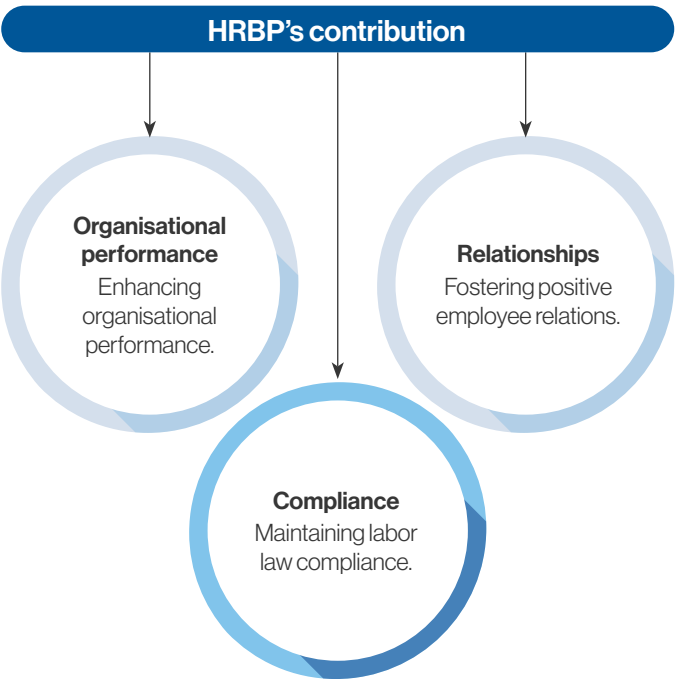 HRBP’s contribution
Organisational
performance
Enhancing
organisational
performance.
Relationships
Fostering positive
employee relations.
Compliance
Maintaining labor
law compliance.